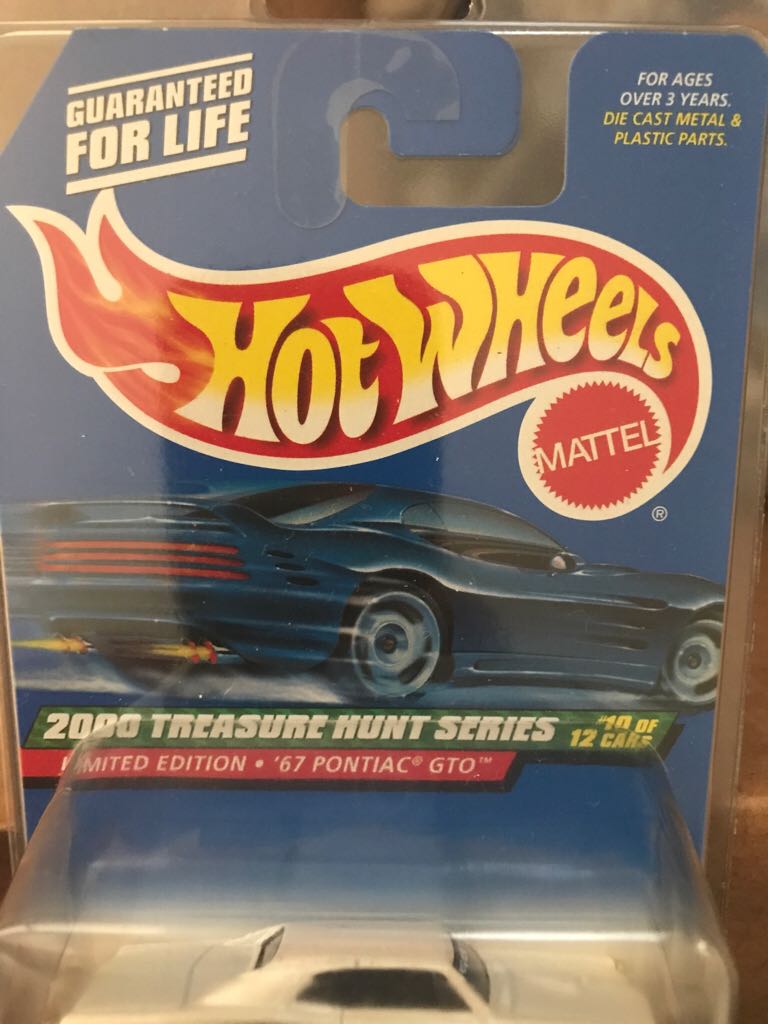 GUARANTEED
FOR LIFE
FOR AGES
OVER 3 YEARS.
DIE CAST METAL &
PLASTIC PARTS.
HOT WHEELS
MATTEL
®
2000 TREASURE HUNT SERIES #10 OF
12 CARS
LIMITED EDITION • '67 PONTIAC® GTO™